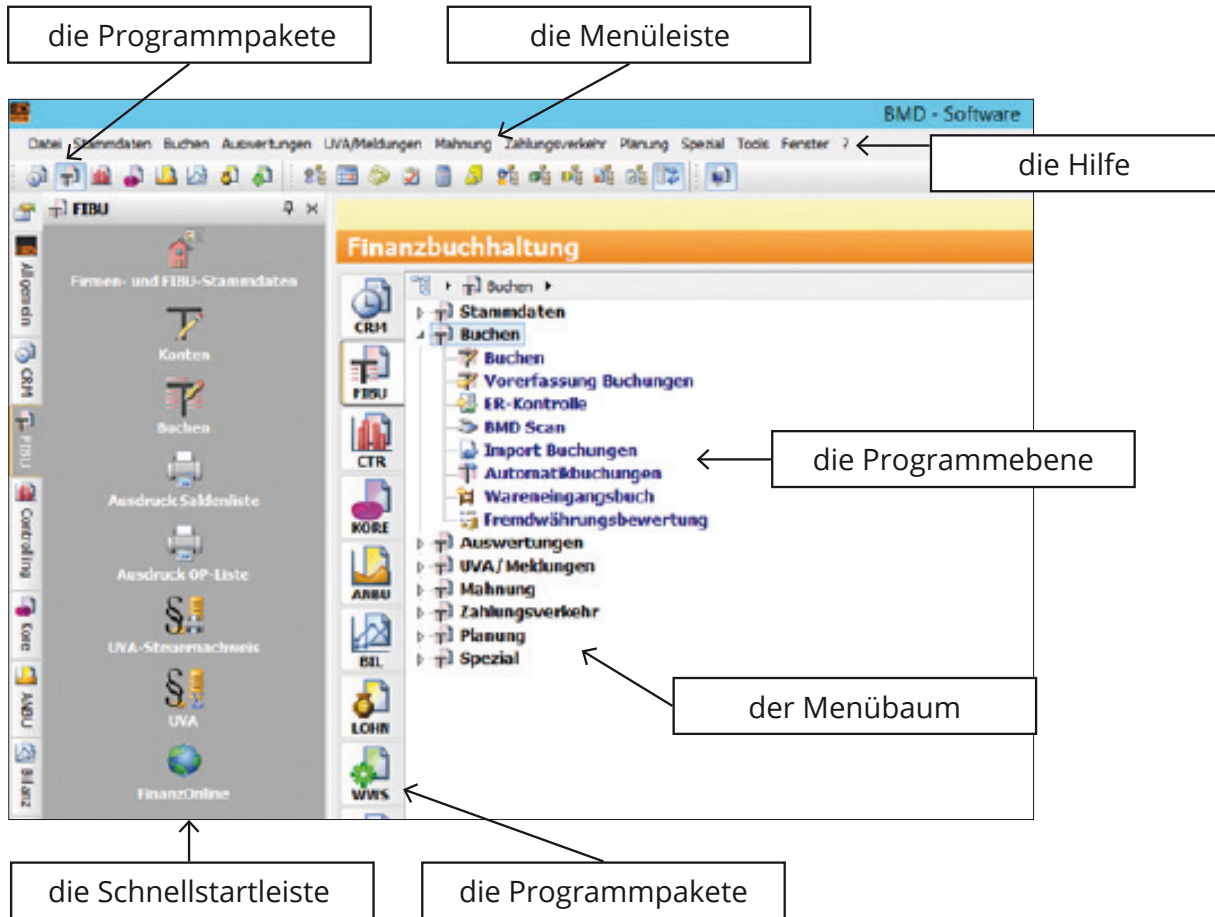 die Programmpakete
die Menüleiste
BMD - Software
Datei Stammdaten Buchen Auswertungen UVA/Meldungen Mahnung Zahlungsverkehr Planung Spezial Tools Fenster ?
die Hilfe
FIBU
Finanzbuchhaltung
Allgemein
CRM
FIBU
Controlling
Kore
ANBU
Bilanz
Firmen- und FIBU-Stammdaten
Konten
Buchen
Ausdruck Saldenliste
Ausdruck OP-Liste
UVA-Steuernachweis
UVA
FinanzOnline
CRM
FIBU
CTR
KORE
ANBU
BIL
LOHN
WWS
Buchen
Stammdaten
Buchen
Buchen
Vorerfassung Buchungen
ER-Kontrolle
BMD Scan
Import Buchungen
Automatikbuchungen
Wareneingangsbuch
Fremdwährungsbewertung
Auswertungen
UVA/Meldungen
Mahnung
Zahlungsverkehr
Planung
Spezial
die Programmebene
der Menübaum
die Schnellstartleiste
die Programmpakete